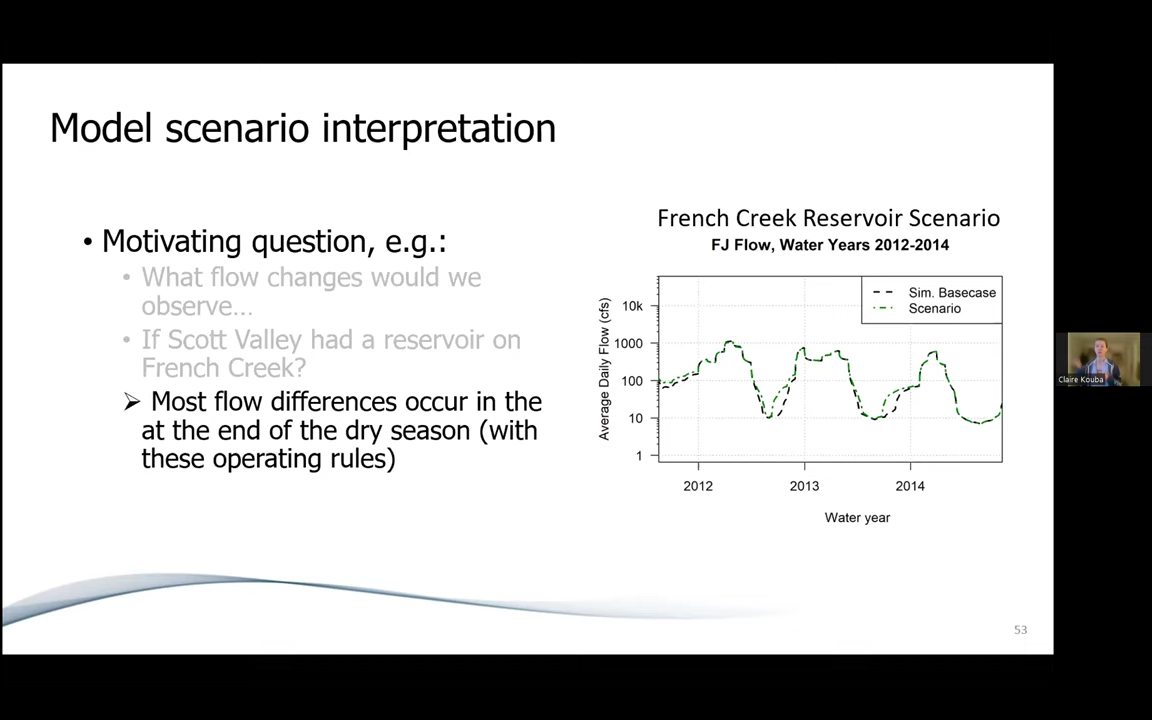 Model scenario interpretation
• Motivating question, e.g.:
• What flow changes would we
observe…
• If Scott Valley had a reservoir on
French Creek?
➢ Most flow differences occur in the
at the end of the dry season (with
these operating rules)
French Creek Reservoir Scenario
FJ Flow, Water Years 2012-2014
Sim. Basecase
Scenario
Average Daily Flow (cfs)
10k
1000
100
10
1
2012
2013
2014
Water year
Claire Kouba
53